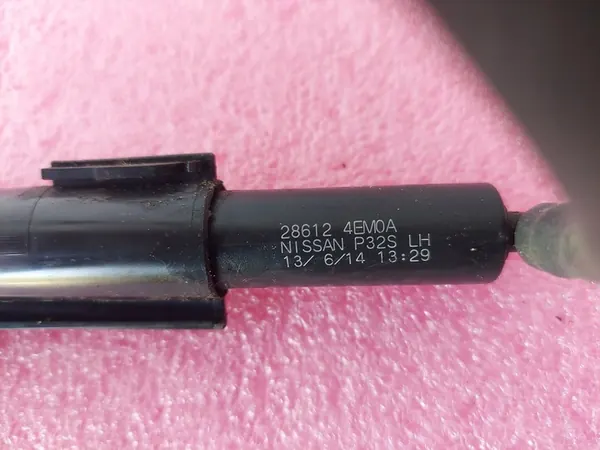 28612 4EM0A
NISSAN P32S LH
13/ 6/14 13:29